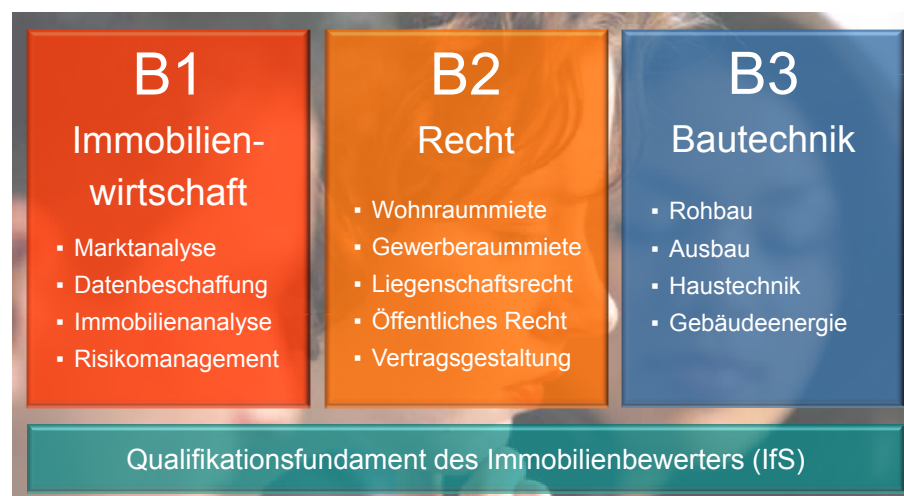 B1
Immobilien-
wirtschaft
▪ Marktanalyse
▪ Datenbeschaffung
▪ Immobilienanalyse
▪ Risikomanagement
B2
Recht
▪ Wohnraummiete
▪ Gewerberaummiete
▪ Liegenschaftsrecht
▪ Öffentliches Recht
▪ Vertragsgestaltung
B3
Bautechnik
▪ Rohbau
▪ Ausbau
▪ Haustechnik
▪ Gebäudeenergie
Qualifikationsfundament des Immobilienbewerters (IfS)